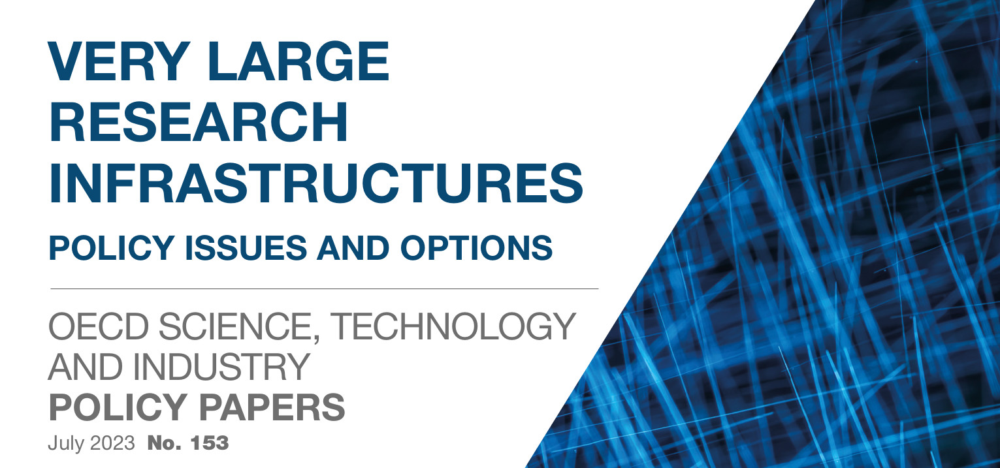 VERY LARGE
RESEARCH
INFRASTRUCTURES
POLICY ISSUES AND OPTIONS
OECD SCIENCE, TECHNOLOGY
AND INDUSTRY
POLICY PAPERS
July 2023 No. 153